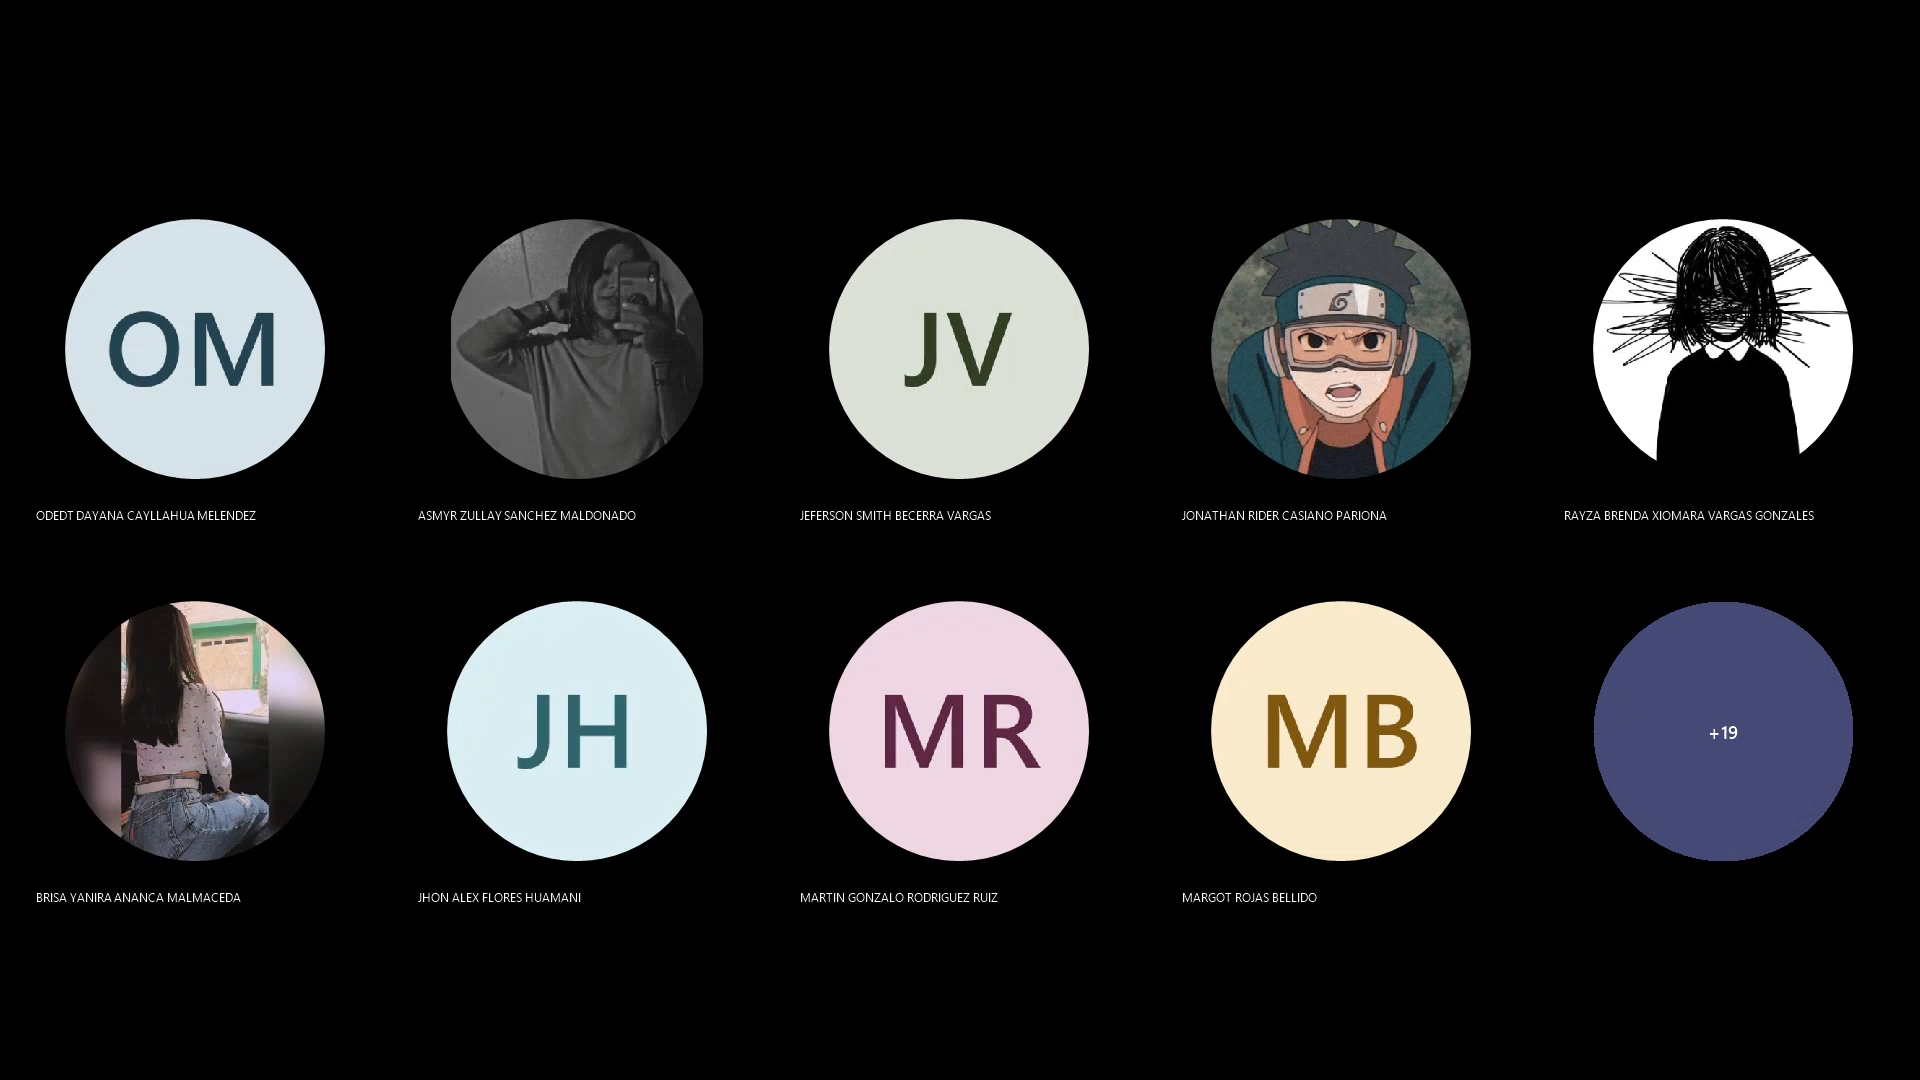 OM
JV
ODEDT DAYANA CAYLLAHUA MELENDEZ
ASMYR ZULLAY SANCHEZ MALDONADO
JEFERSON SMITH BECERRA VARGAS
JONATHAN RIDER CASIANO PARIONA
RAYZA BRENDA XIOMARA VARGAS GONZALES
JH
MR
MB
+19
BRISA YANIRA ANANCA MALMACEDA
JHON ALEX FLORES HUAMANI
MARTIN GONZALO RODRIGUEZ RUIZ
MARGOT ROJAS BELLIDO